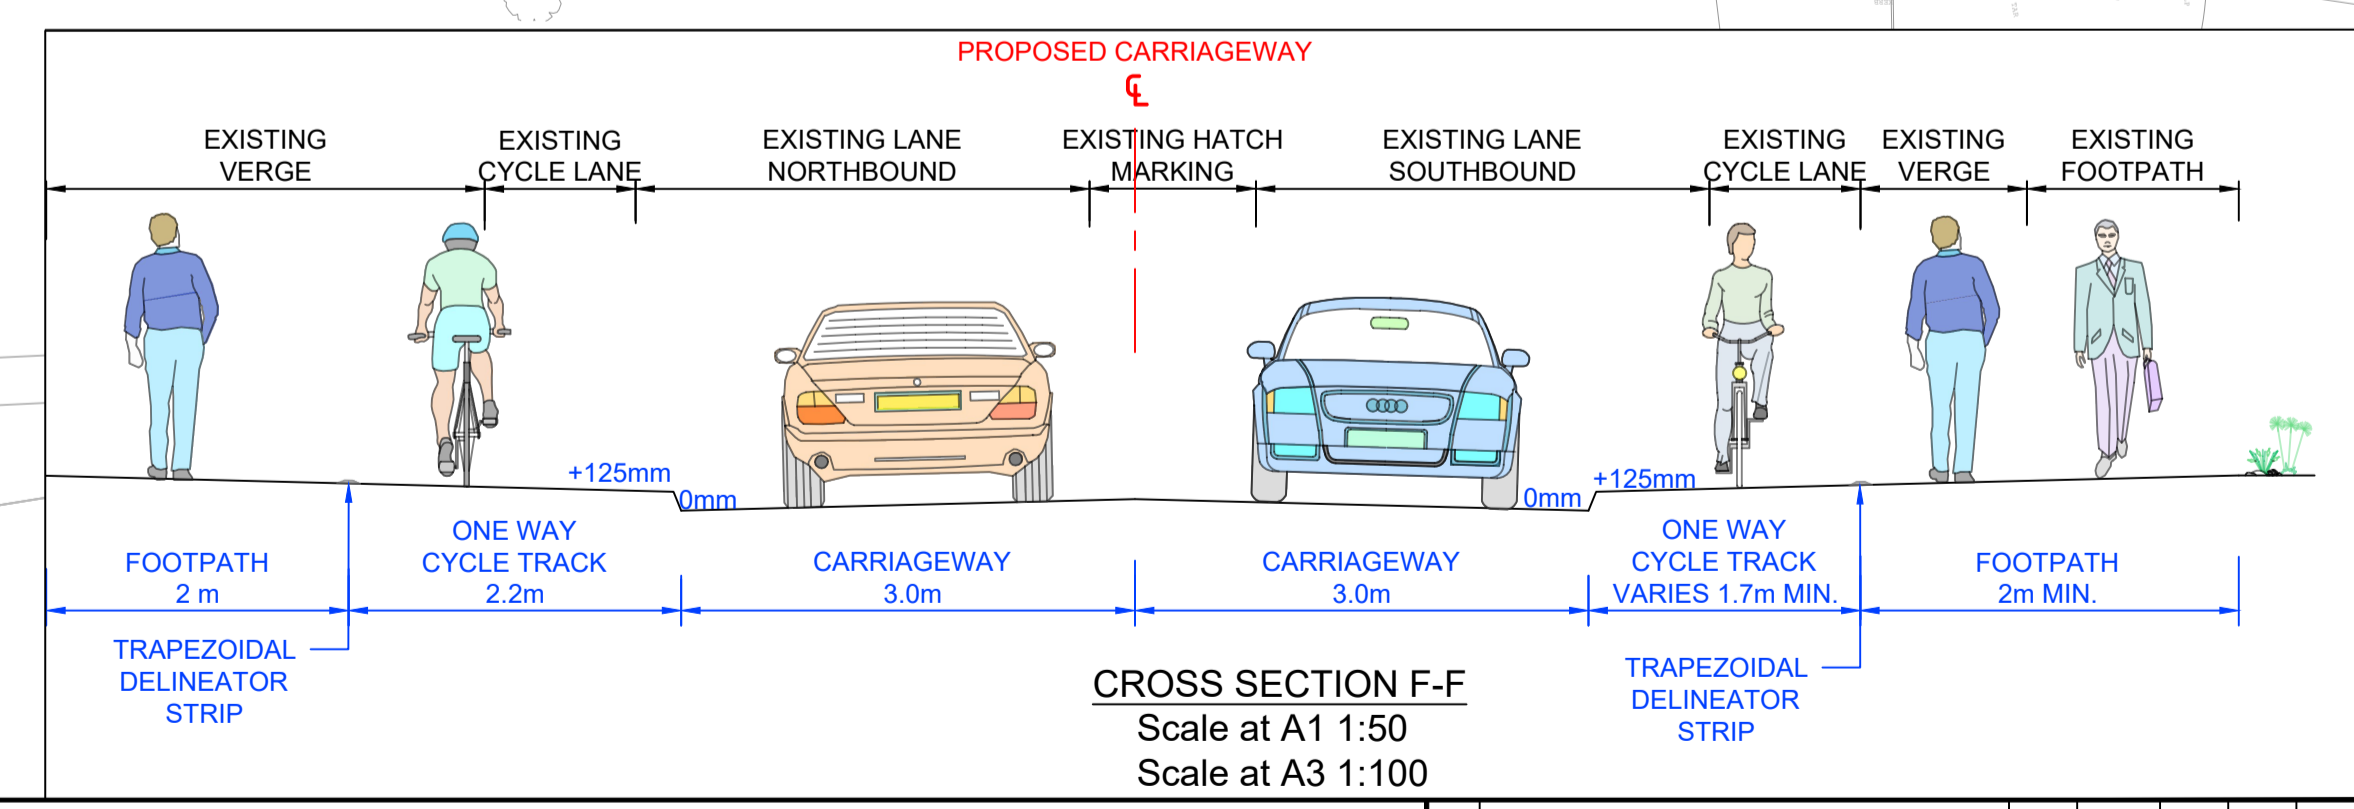 PROPOSED CARRIAGEWAY
℄
EXISTING
VERGE
EXISTING
CYCLE LANE
EXISTING LANE
NORTHBOUND
EXISTING HATCH
MARKING
EXISTING LANE
SOUTHBOUND
EXISTING
CYCLE LANE
EXISTING
VERGE
EXISTING
FOOTPATH
+125mm
0mm
0mm
+125mm
FOOTPATH
2 m
ONE WAY
CYCLE TRACK
2.2m
CARRIAGEWAY
3.0m
CARRIAGEWAY
3.0m
ONE WAY
CYCLE TRACK
VARIES 1.7m MIN.
FOOTPATH
2m MIN.
TRAPEZOIDAL
DELINEATOR
STRIP
TRAPEZOIDAL
DELINEATOR
STRIP
CROSS SECTION F-F
Scale at A1 1:50
Scale at A3 1:100